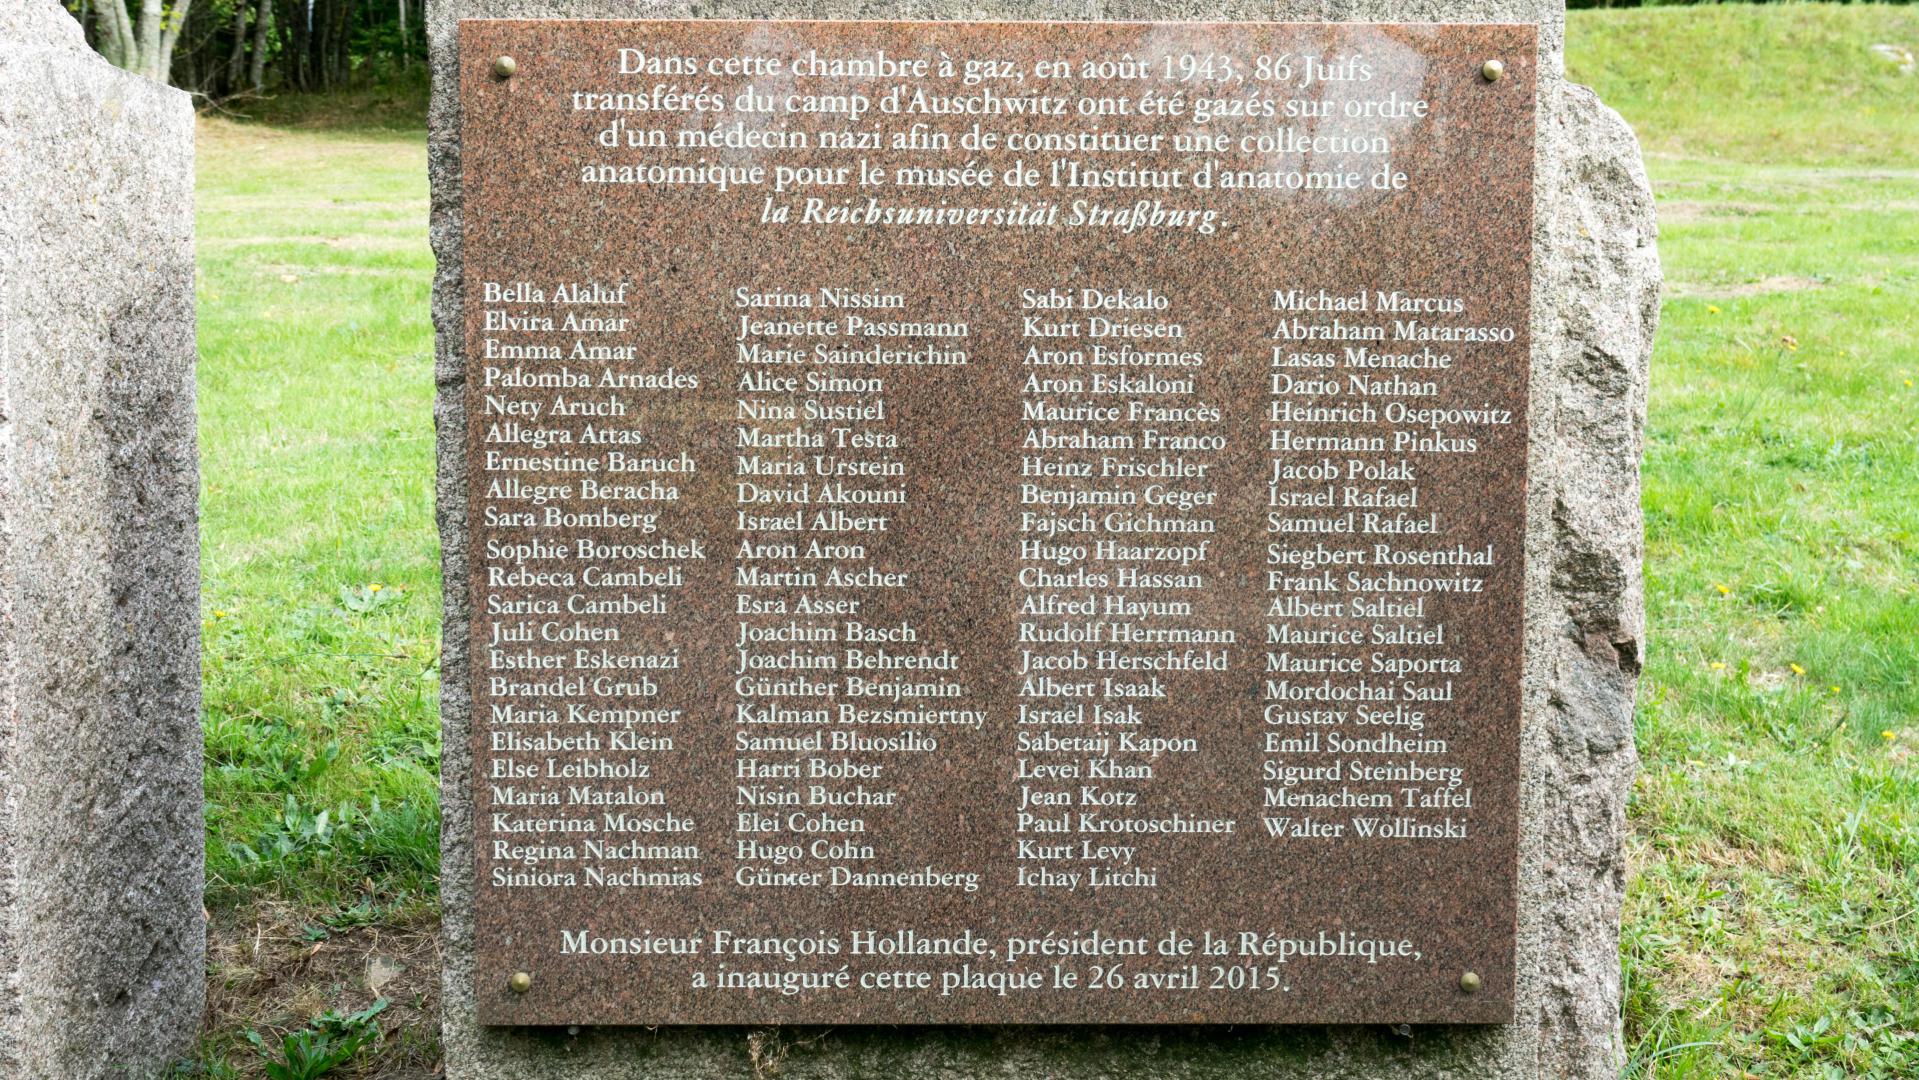 Dans cette chambre à gaz, en août 1943, 86 Juifs
transférés du camp d'Auschwitz ont été gazés sur ordre
d'un médecin nazi afin de constituer une collection
anatomique pour le musée de l'Institut d'anatomie de
la Reichsuniversität Straßburg.
Bella Alaluf
Elvira Amar
Emma Amar
Palomba Arnades
Nety Aruch
Allegra Attas
Ernestine Baruch
Allegre Beracha
Sara Bomberg
Sophie Boroschek
Rebeca Cambeli
Sarica Cambeli
Juli Cohen
Esther Eskenazi
Brandel Grub
Maria Kempner
Elisabeth Klein
Else Leibholz
Maria Matalon
Katerina Mosche
Regina Nachman
Siniora Nachmias
Sarina Nissim
Jeanette Passmann
Marie Sainderichin
Alice Simon
Nina Sustiel
Martha Testa
Maria Urstein
David Akouni
Israel Albert
Aron Aron
Martin Ascher
Esra Asser
Joachim Basch
Joachim Behrendt
Günther Benjamin
Kalman Bezsmiertny
Samuel Bluosilio
Harri Bober
Nisin Buchar
Elei Cohen
Hugo Cohn
Günter Dannenberg
Sabi Dekalo
Kurt Driesen
Aron Esformes
Aron Eskaloni
Maurice Francès
Abraham Franco
Heinz Frischler
Benjamin Geger
Fajsch Gichman
Hugo Haarzopf
Charles Hassan
Alfred Hayum
Rudolf Herrmann
Jacob Herschfeld
Albert Isaak
Israel Isak
Sabetaij Kapon
Levei Khan
Jean Kotz
Paul Krotoschiner
Kurt Levy
Ichay Litchi
Michael Marcus
Abraham Matarasso
Lasas Menache
Dario Nathan
Heinrich Osepowitz
Hermann Pinkus
Jacob Polak
Israel Rafael
Samuel Rafael
Siegbert Rosenthal
Frank Sachnowitz
Albert Saltiel
Maurice Saltiel
Maurice Saporta
Mordochai Saul
Gustav Seelig
Emil Sondheim
Sigurd Steinberg
Menachem Taffel
Walter Wollinski
Monsieur François Hollande, président de la République,
a inauguré cette plaque le 26 avril 2015.